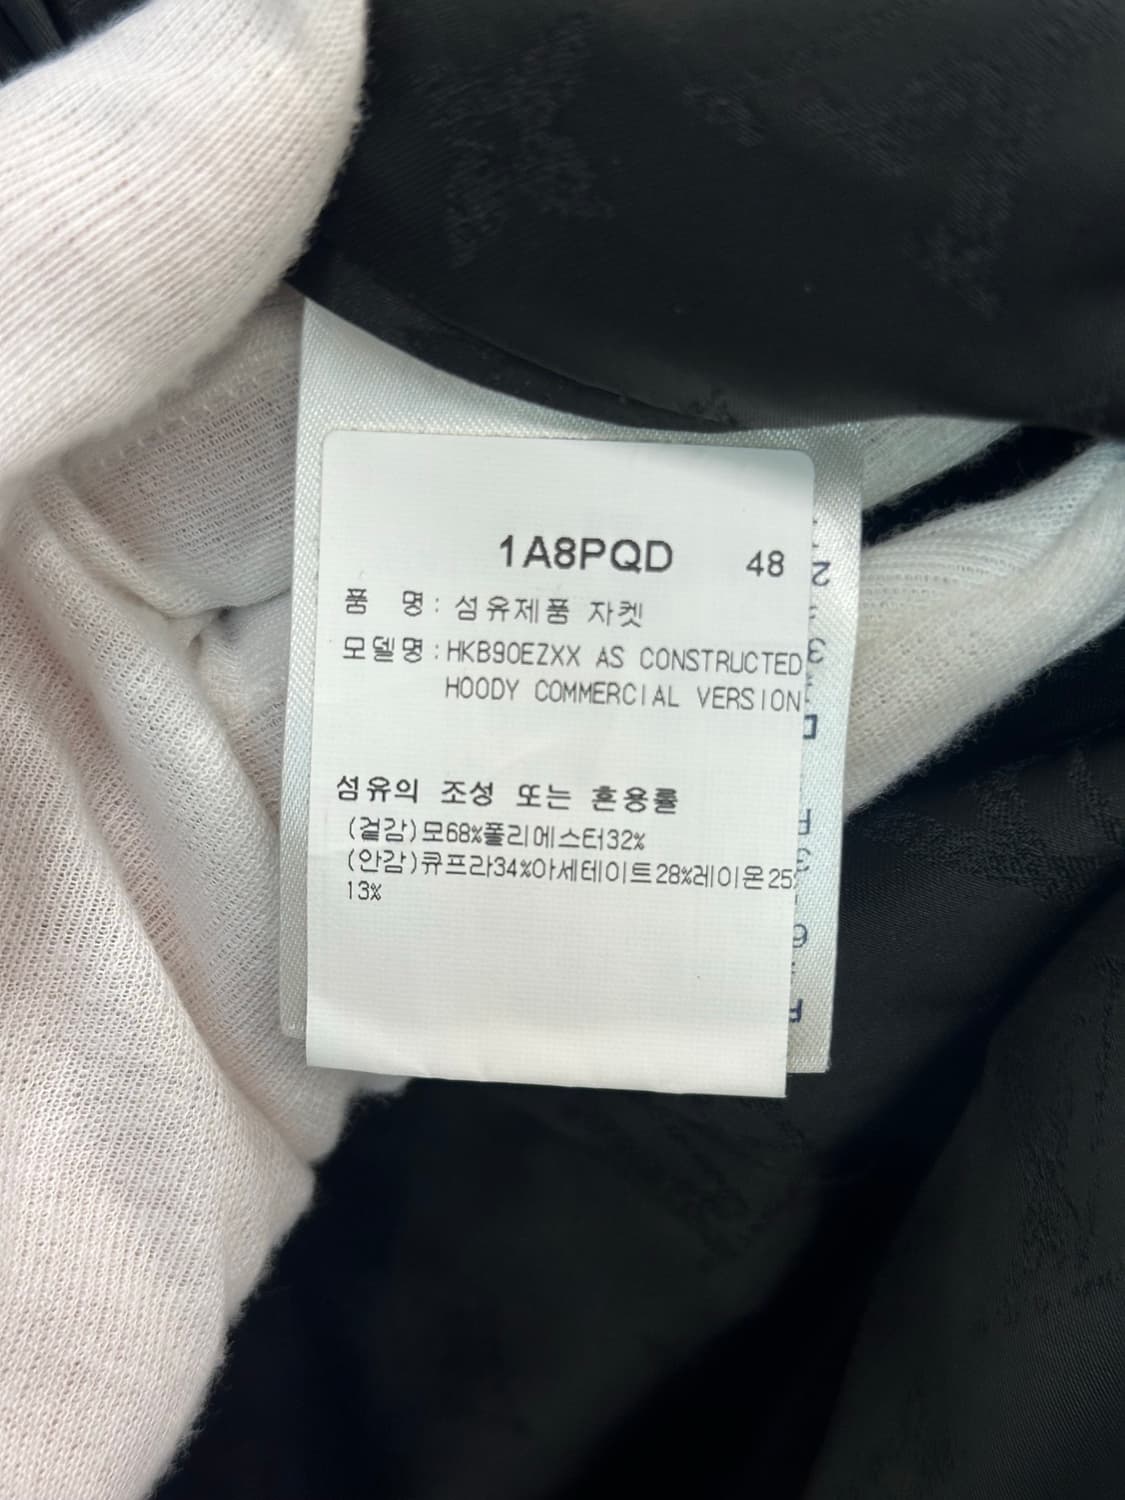 1A8PQD 48
품 명: 섬유제품 자켓
모델명: HKB90EZXX AS CONSTRUCTED
HOODY COMMERCIAL VERSION
섬유의 조성 또는 혼용률
(겉감)모68%폴리에스터32%
(안감)큐프라34%아세테이트28%레이온25
13%